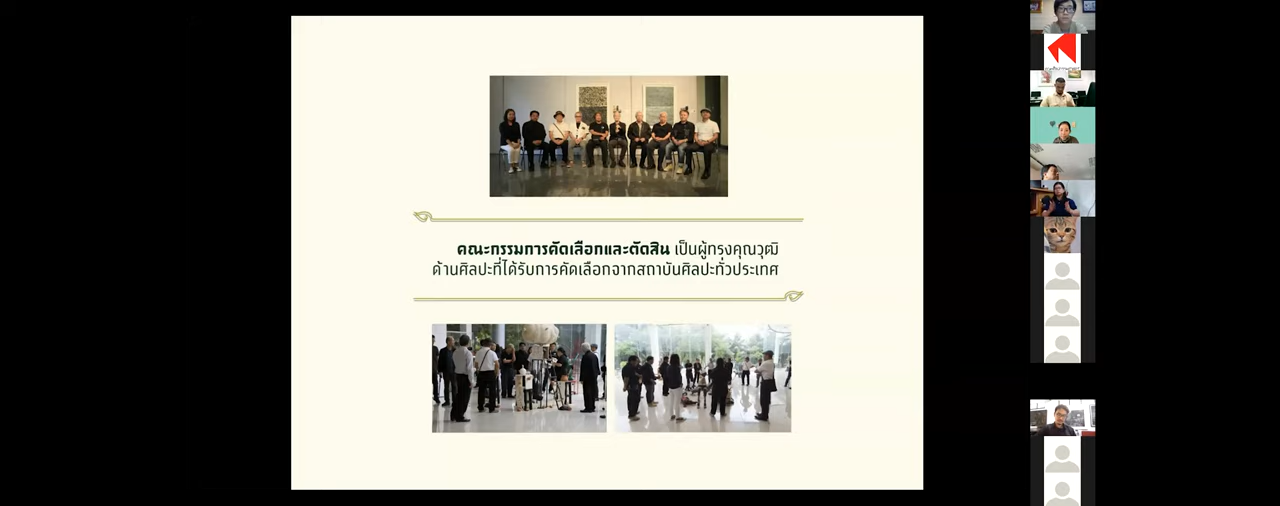 คณะกรรมการคัดเลือกและตัดสิน เป็นผู้ทรงคุณวุฒิ
ด้านศิลปะที่ได้รับการคัดเลือกจากสถาบันศิลปะทั่วประเทศ